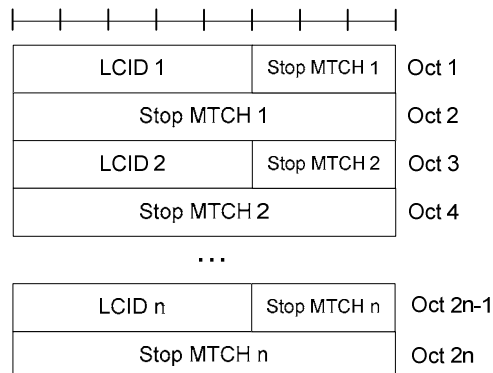 LCID 1 Stop MTCH 1 Oct 1
Stop MTCH 1 Oct 2
LCID 2 Stop MTCH 2 Oct 3
Stop MTCH 2 Oct 4
...
LCID n Stop MTCH n Oct 2n-1
Stop MTCH n Oct 2n